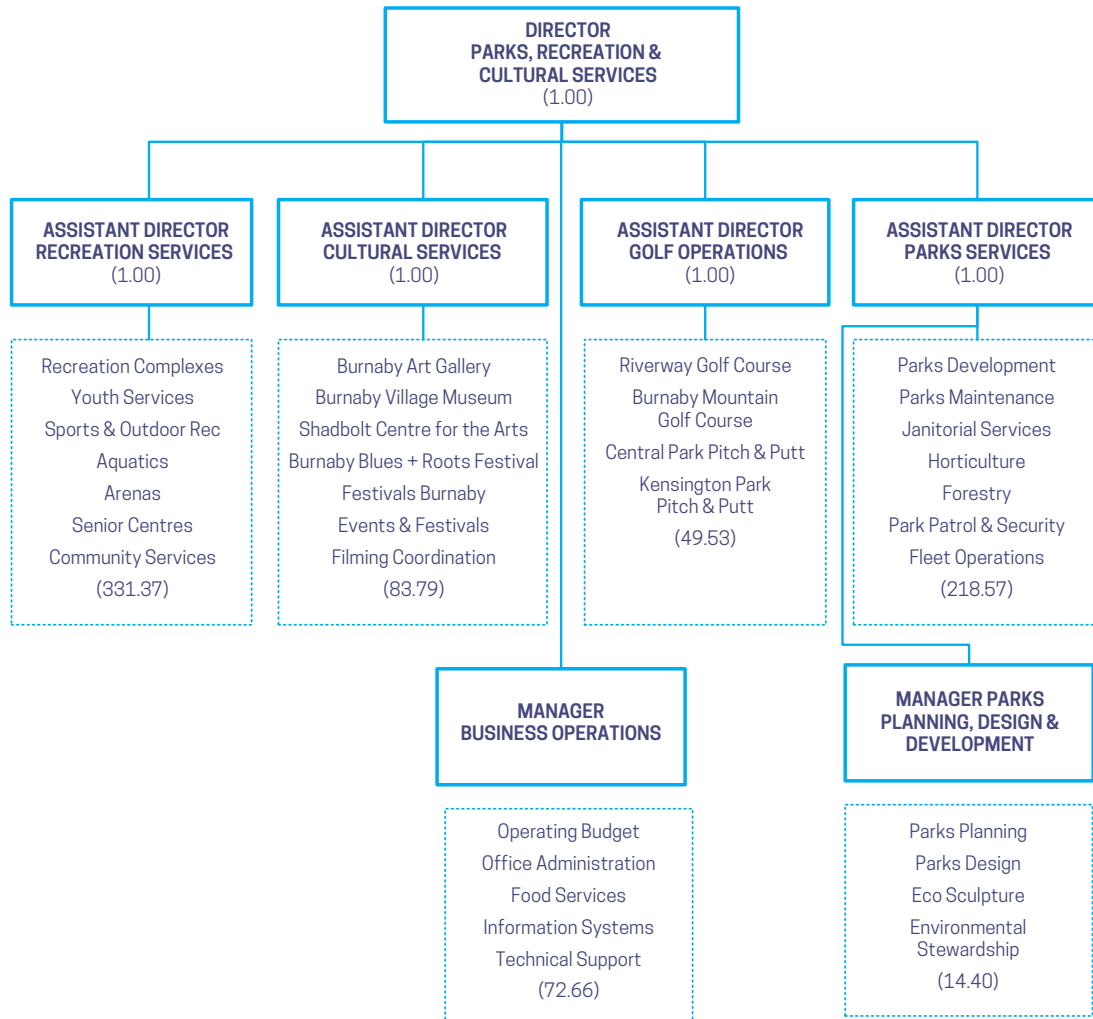 DIRECTOR
PARKS, RECREATION &
CULTURAL SERVICES
(1.00)
ASSISTANT DIRECTOR
RECREATION SERVICES
(1.00)
ASSISTANT DIRECTOR
CULTURAL SERVICES
(1.00)
ASSISTANT DIRECTOR
GOLF OPERATIONS
(1.00)
ASSISTANT DIRECTOR
PARKS SERVICES
(1.00)
Recreation Complexes
Youth Services
Sports & Outdoor Rec
Aquatics
Arenas
Senior Centres
Community Services
(331.37)
Burnaby Art Gallery
Burnaby Village Museum
Shadbolt Centre for the Arts
Burnaby Blues + Roots Festival
Festivals Burnaby
Events & Festivals
Filming Coordination
(83.79)
Riverway Golf Course
Burnaby Mountain
Golf Course
Central Park Pitch & Putt
Kensington Park
Pitch & Putt
(49.53)
Parks Development
Parks Maintenance
Janitorial Services
Horticulture
Forestry
Park Patrol & Security
Fleet Operations
(218.57)
MANAGER
BUSINESS OPERATIONS
MANAGER PARKS
PLANNING, DESIGN &
DEVELOPMENT
Operating Budget
Office Administration
Food Services
Information Systems
Technical Support
(72.66)
Parks Planning
Parks Design
Eco Sculpture
Environmental
Stewardship
(14.40)